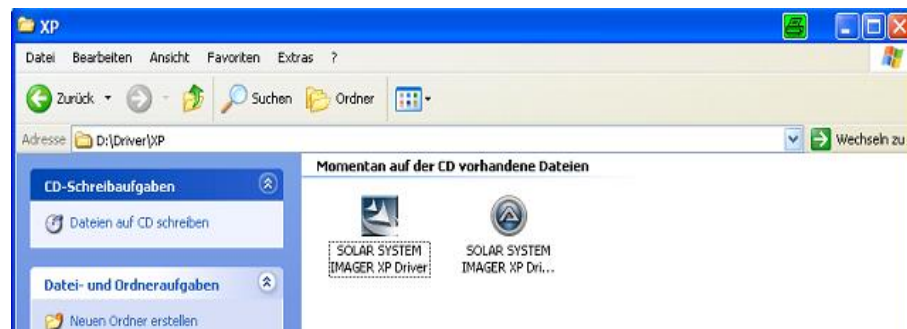 XP
Datei Bearbeiten Ansicht Favoriten Extras ?
Zurück Suchen Ordner
Adresse D:\Driver\XP Wechseln zu
Momentan auf der CD vorhandene Dateien
CD-Schreibaufgaben
Dateien auf CD schreiben
SOLAR SYSTEM
IMAGER XP Driver
SOLAR SYSTEM
IMAGER XP Dri...
Datei- und Ordneraufgaben
Neuen Ordner erstellen